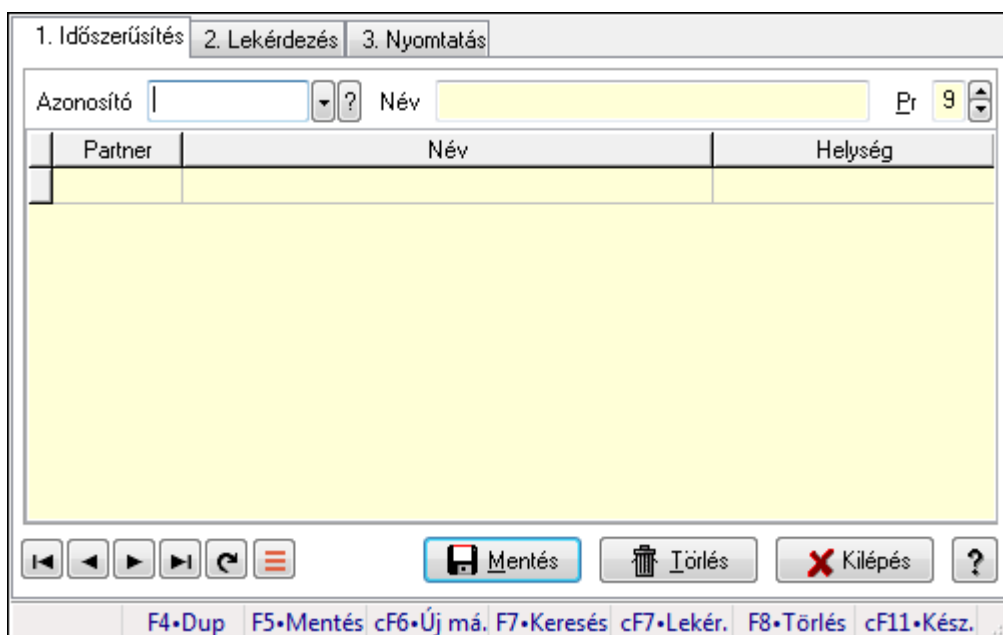 1. Időszerűsítés 2. Lekérdezés 3. Nyomtatás
Azonosító ? Név Pr 9
Partner Név Helység
Mentés Törlés Kilépés ?
F4•Dup F5•Mentés cF6•Új má. F7•Keresés cF7•Lekér. F8•Törlés cF11•Kész.